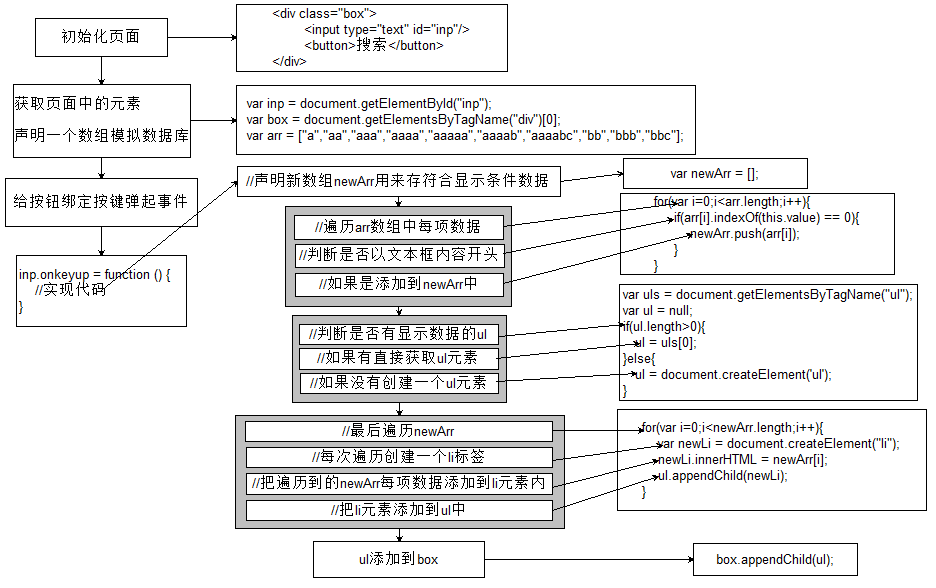 初始化页面
<div class="box">
<input type="text" id="inp"/>
<button>搜索</button>
</div>
获取页面中的元素
声明一个数组模拟数据库
var inp = document.getElementById("inp");
var box = document.getElementsByTagName("div")[0];
var arr = ["a","aa","aaa","aaaa","aaaaa","aaaab","aaaabc","bb","bbb","bbc"];
给按钮绑定按键弹起事件
inp.onkeyup = function () {
//实现代码
}
//声明新数组newArr用来存符合显示条件数据
var newArr = [];
//遍历arr数组中每项数据
//判断是否以文本框内容开头
//如果是添加到newArr中
for(var i=0;i<arr.length;i++){
if(arr[i].indexOf(this.value) == 0){
newArr.push(arr[i]);
}
}
//判断是否有显示数据的ul
//如果有直接获取ul元素
//如果没有创建一个ul元素
var uls = document.getElementsByTagName("ul");
var ul = null;
if(ul.length>0){
ul = uls[0];
}else{
ul = document.createElement('ul');
}
//最后遍历newArr
//每次遍历创建一个li标签
//把遍历到的newArr每项数据添加到li元素内
//把li元素添加到ul中
for(var i=0;i<newArr.length;i++){
var newLi = document.createElement("li");
newLi.innerHTML = newArr[i];
ul.appendChild(newLi);
}
ul添加到box
box.appendChild(ul);